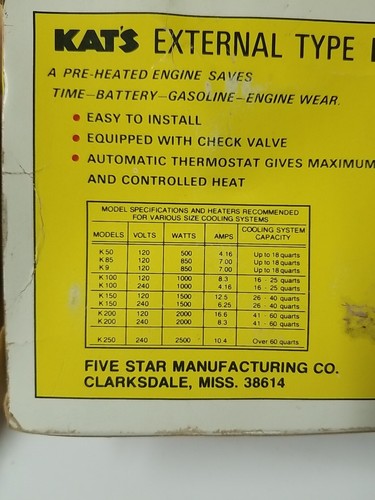 KAT'S EXTERNAL TYPE
A PRE-HEATED ENGINE SAVES
TIME—BATTERY—GASOLINE—ENGINE WEAR.
• EASY TO INSTALL
• EQUIPPED WITH CHECK VALVE
• AUTOMATIC THERMOSTAT GIVES MAXIMUM
AND CONTROLLED HEAT
MODEL SPECIFICATIONS AND HEATERS RECOMMENDED
FOR VARIOUS SIZE COOLING SYSTEMS
MODELS VOLTS WATTS AMPS COOLING SYSTEM CAPACITY
K 50 120 500 4.16 Up to 18 quarts
K 85 120 850 7.00 Up to 18 quarts
K 9 120 850 7.00 Up to 18 quarts
K 100 120 1000 8.3 16 - 25 quarts
K 100 240 1000 4.16 16 - 25 quarts
K 150 120 1500 12.5 26 - 40 quarts
K 150 240 1500 6.25 26 - 40 quarts
K 200 120 2000 16.6 41 - 60 quarts
K 200 240 2000 8.3 41 - 60 quarts
K 250 240 2500 10.4 Over 60 quarts
FIVE STAR MANUFACTURING CO.
CLARKSDALE, MISS. 38614